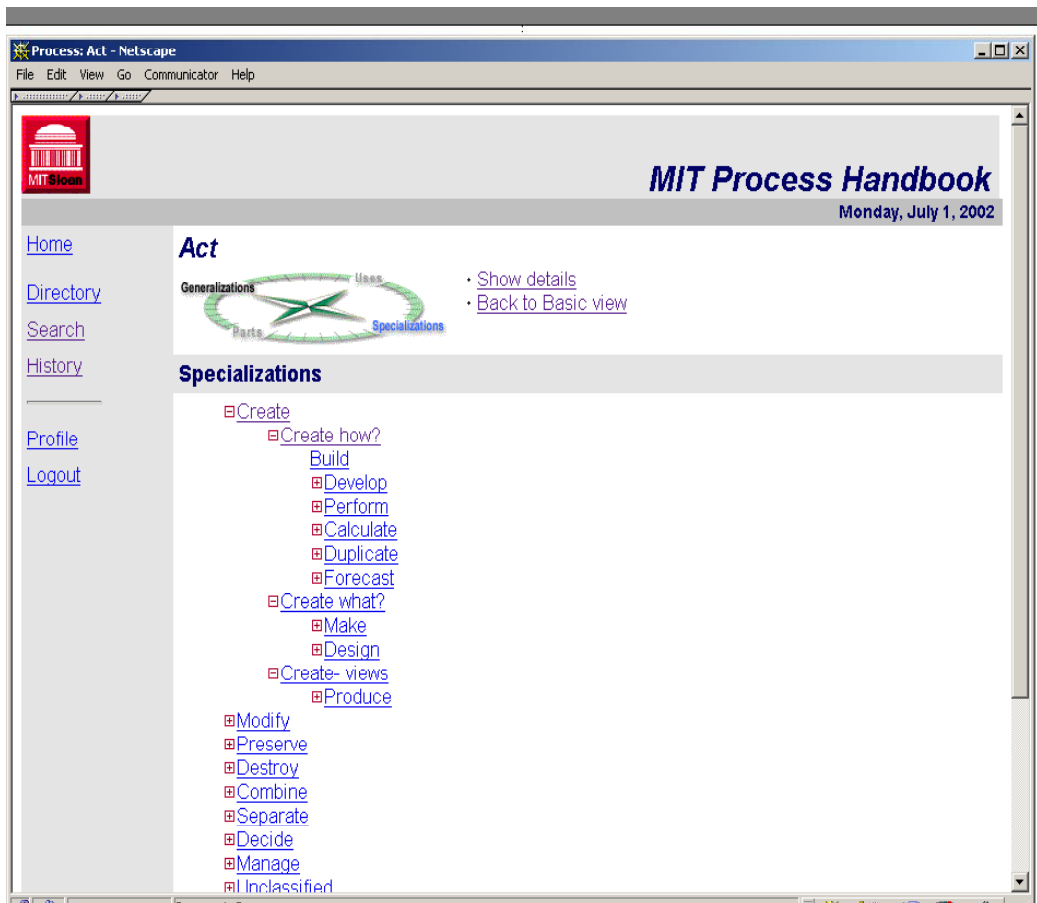 Process: Act - Netscape
File Edit View Go Communicator Help
MITSloan
MIT Process Handbook
Monday, July 1, 2002
Home
Directory
Search
History
Profile
Logout
Act
Generalizations
Uses
Parts
Specializations
· Show details
· Back to Basic view
Specializations
Create
Create how?
Build
Develop
Perform
Calculate
Duplicate
Forecast
Create what?
Make
Design
Create- views
Produce
Modify
Preserve
Destroy
Combine
Separate
Decide
Manage
Unclassified